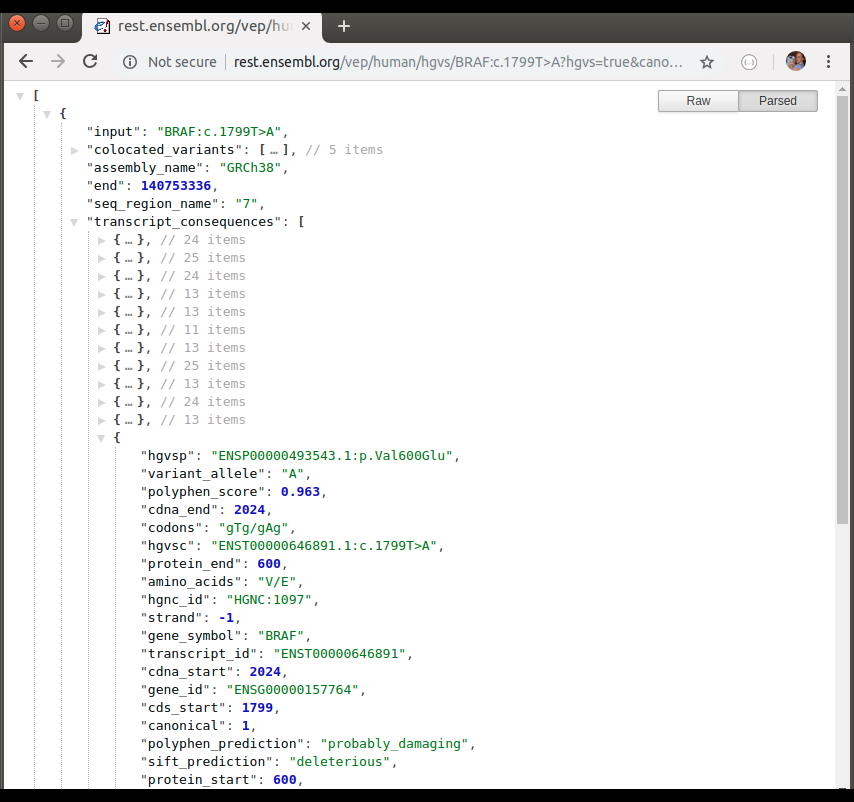 rest.ensembl.org/vep/hu
Not secure | rest.ensembl.org/vep/human/hgvs/BRAF:c.1799T>A?hgvs=true&cano…
Raw Parsed
[
{
"input": "BRAF:c.1799T>A",
"colocated_variants": [ … ], // 5 items
"assembly_name": "GRCh38",
"end": 140753336,
"seq_region_name": "7",
"transcript_consequences": [
{ … }, // 24 items
{ … }, // 25 items
{ … }, // 24 items
{ … }, // 13 items
{ … }, // 13 items
{ … }, // 11 items
{ … }, // 13 items
{ … }, // 25 items
{ … }, // 13 items
{ … }, // 24 items
{ … }, // 13 items
{
"hgvsp": "ENSP00000493543.1:p.Val600Glu",
"variant_allele": "A",
"polyphen_score": 0.963,
"cdna_end": 2024,
"codons": "gTg/gAg",
"hgvsc": "ENST00000646891.1:c.1799T>A",
"protein_end": 600,
"amino_acids": "V/E",
"hgnc_id": "HGNC:1097",
"strand": -1,
"gene_symbol": "BRAF",
"transcript_id": "ENST00000646891",
"cdna_start": 2024,
"gene_id": "ENSG00000157764",
"cds_start": 1799,
"canonical": 1,
"polyphen_prediction": "probably_damaging",
"sift_prediction": "deleterious",
"protein_start": 600,